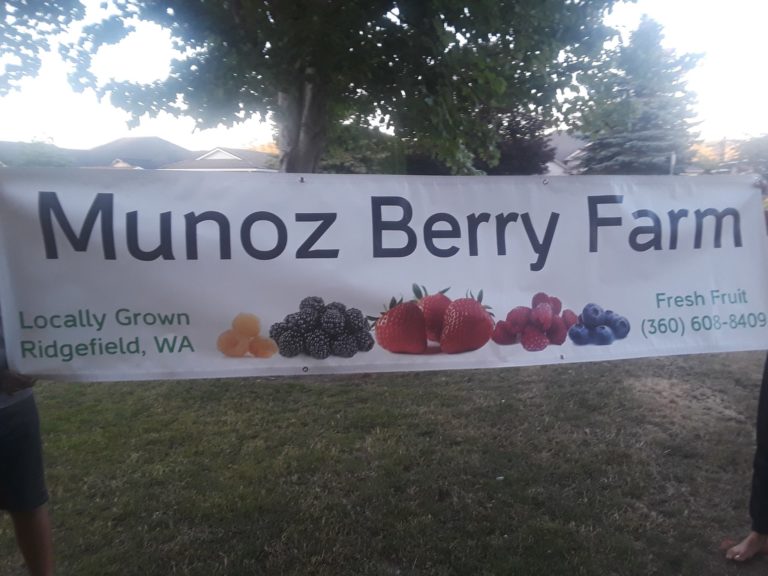 Munoz Berry Farm
Locally Grown
Ridgefield, WA
Fresh Fruit
(360) 608-8409